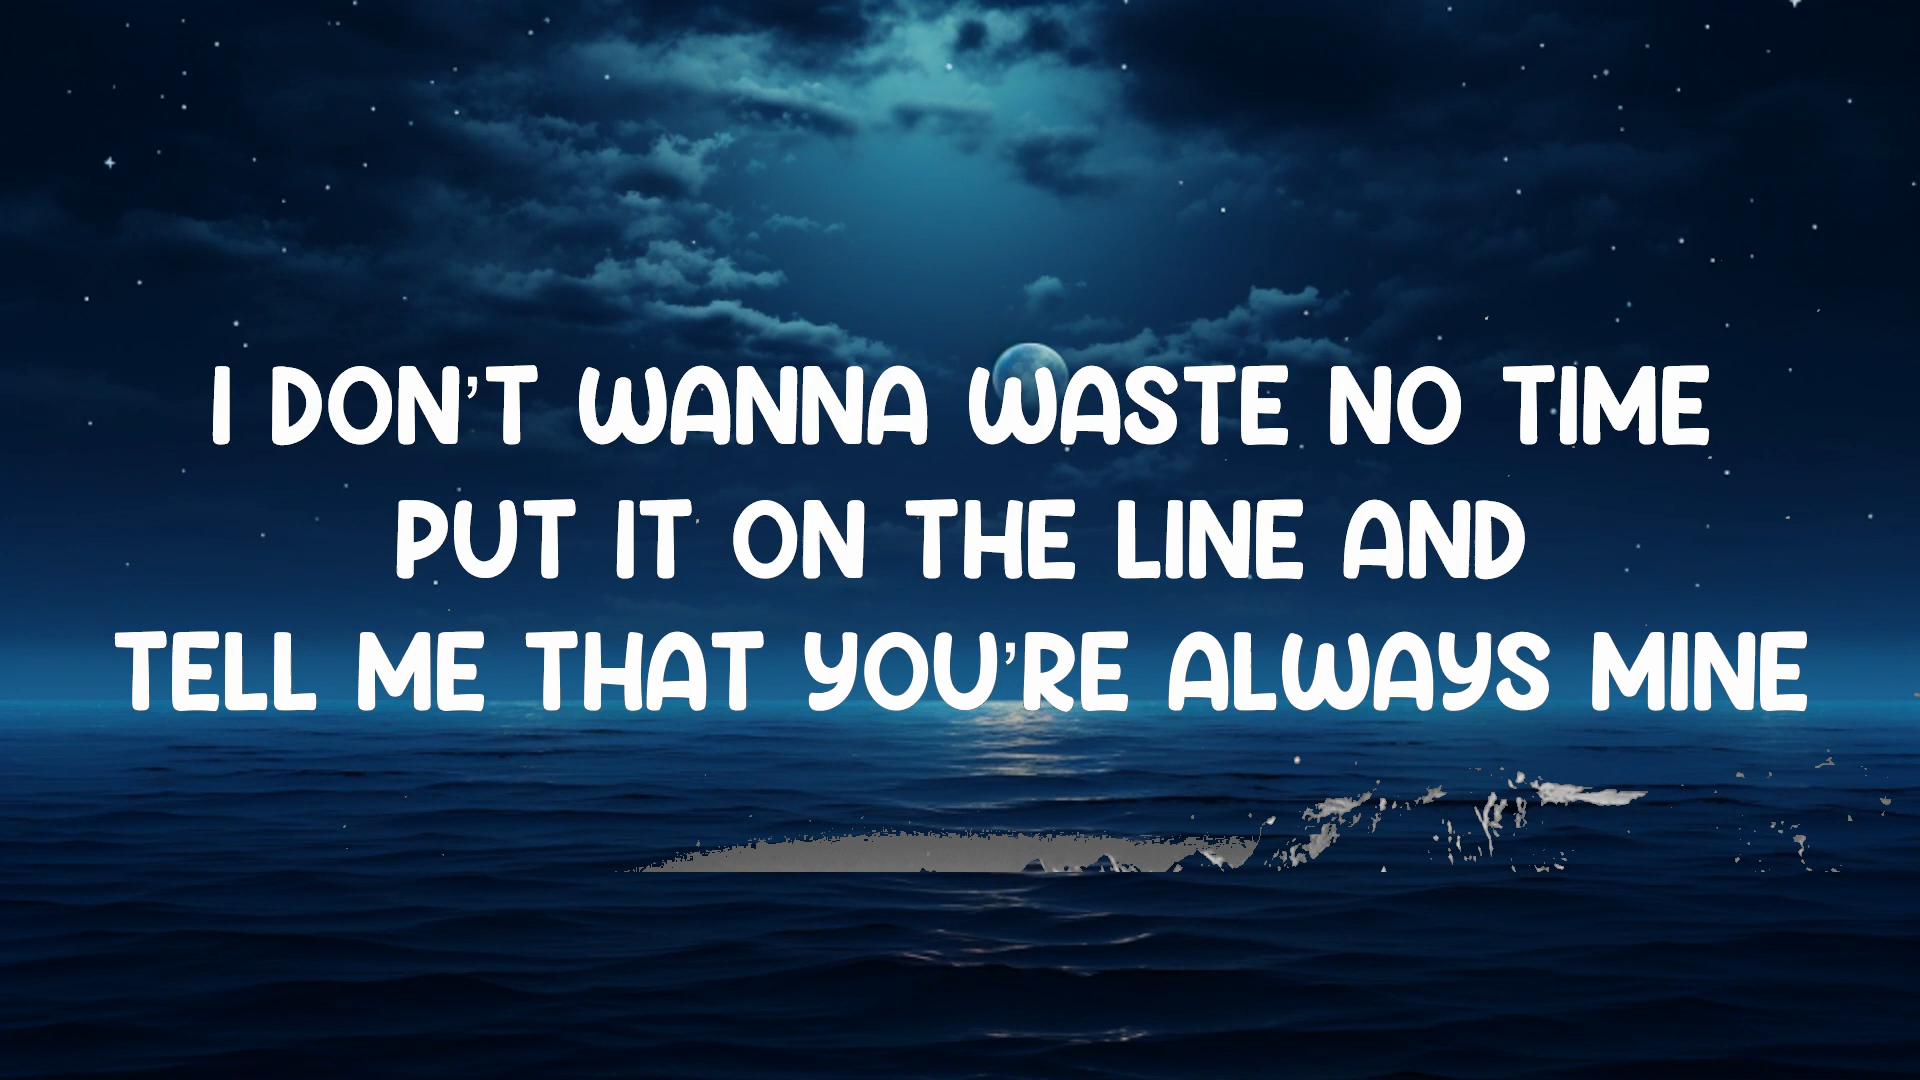 I DON'T WANNA WASTE NO TIME
PUT IT ON THE LINE AND
TELL ME THAT YOU'RE ALWAYS MINE